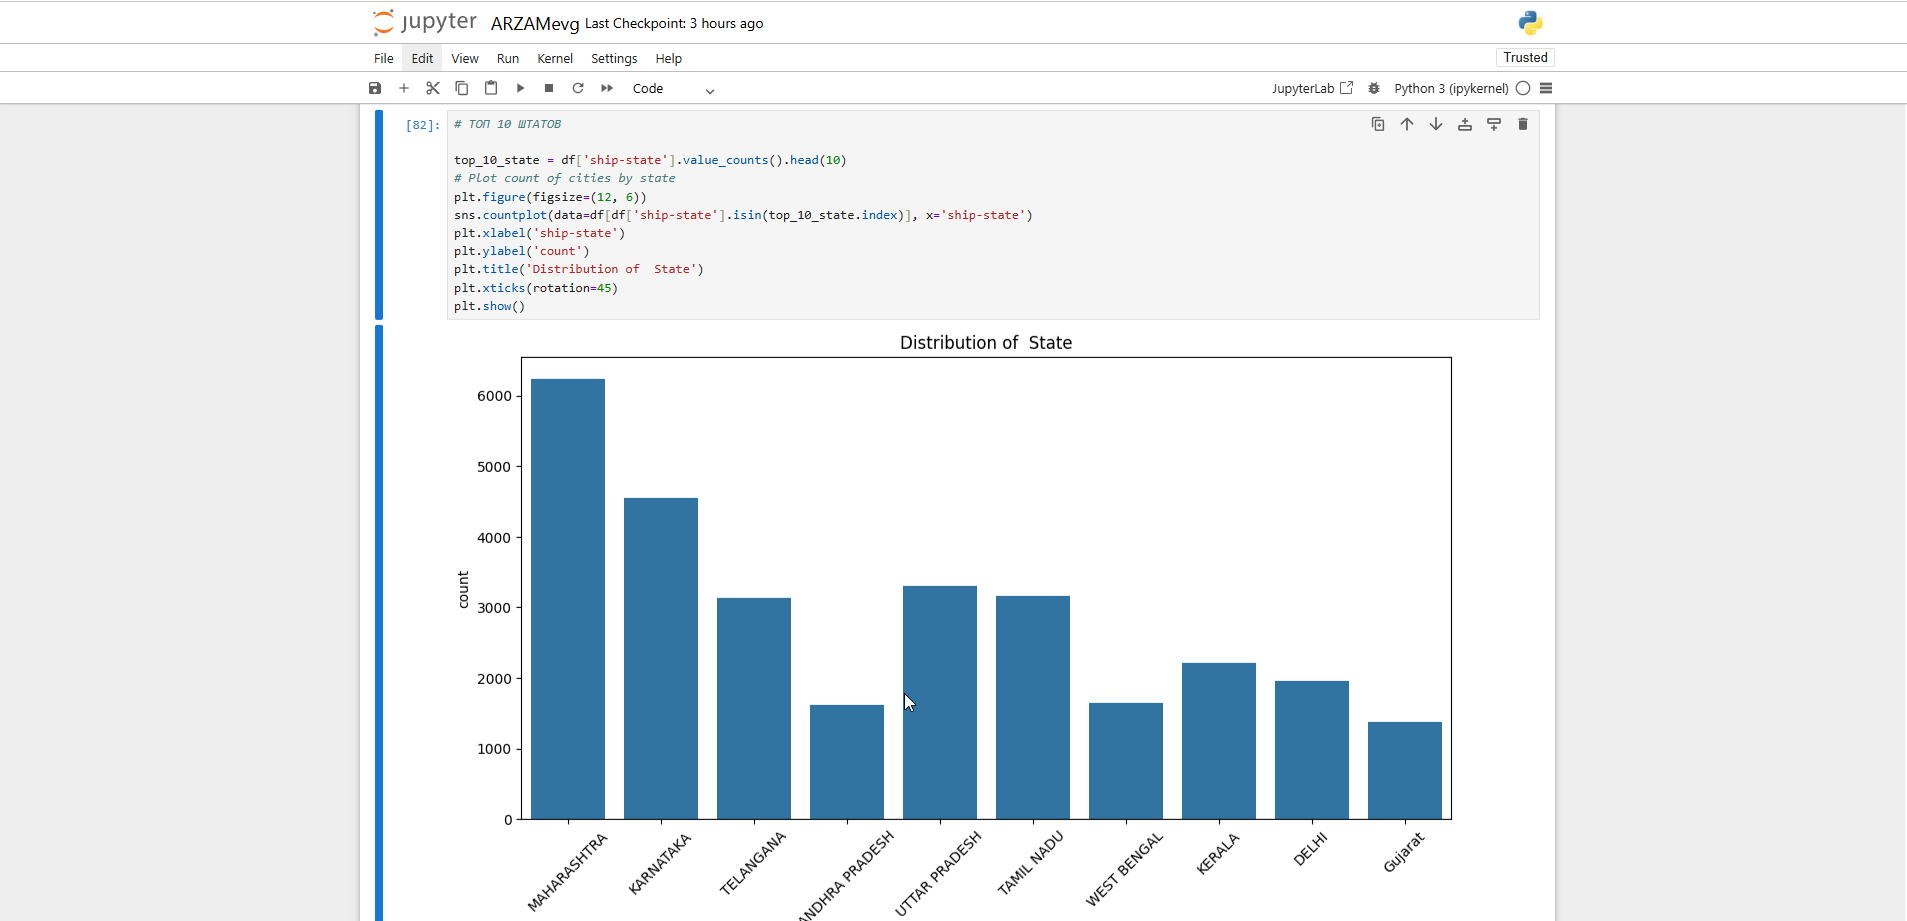 jupyter ARZAMevg Last Checkpoint: 3 hours ago
File Edit View Run Kernel Settings Help
Trusted
Code
JupyterLab
Python 3 (ipykernel)
[82]:
# ТОП 10 ШТАТОВ
top_10_state = df['ship-state'].value_counts().head(10)
# Plot count of cities by state
plt.figure(figsize=(12, 6))
sns.countplot(data=df[df['ship-state'].isin(top_10_state.index)], x='ship-state')
plt.xlabel('ship-state')
plt.ylabel('count')
plt.title('Distribution of  State')
plt.xticks(rotation=45)
plt.show()
Distribution of  State
count
6000
5000
4000
3000
2000
1000
0
MAHARASHTRA
KARNATAKA
TELANGANA
ANDHRA PRADESH
UTTAR PRADESH
TAMIL NADU
WEST BENGAL
KERALA
DELHI
Gujarat